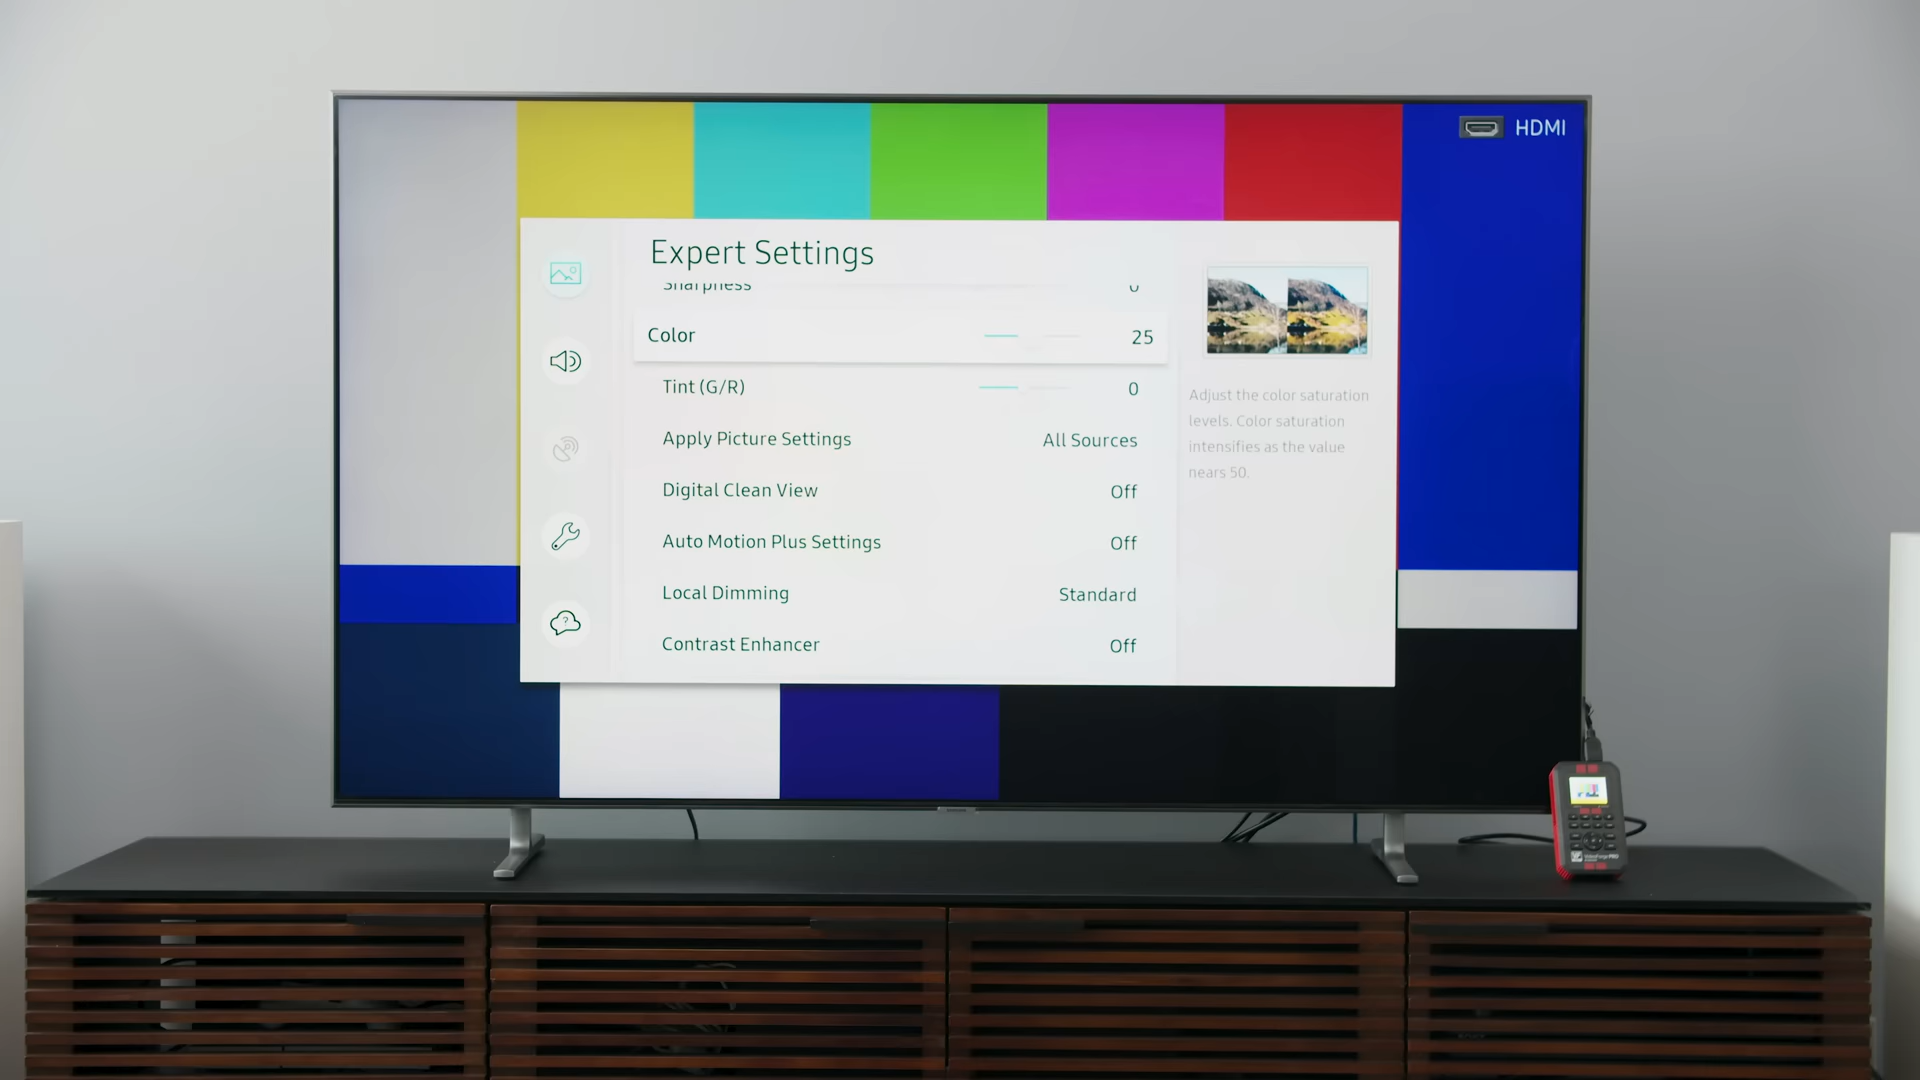 HDMI
Expert Settings
Sharpness 0
Color 25
Tint (G/R) 0
Apply Picture Settings All Sources
Digital Clean View Off
Auto Motion Plus Settings Off
Local Dimming Standard
Contrast Enhancer Off
Adjust the color saturation
levels. Color saturation
intensifies as the value
nears 50.
?